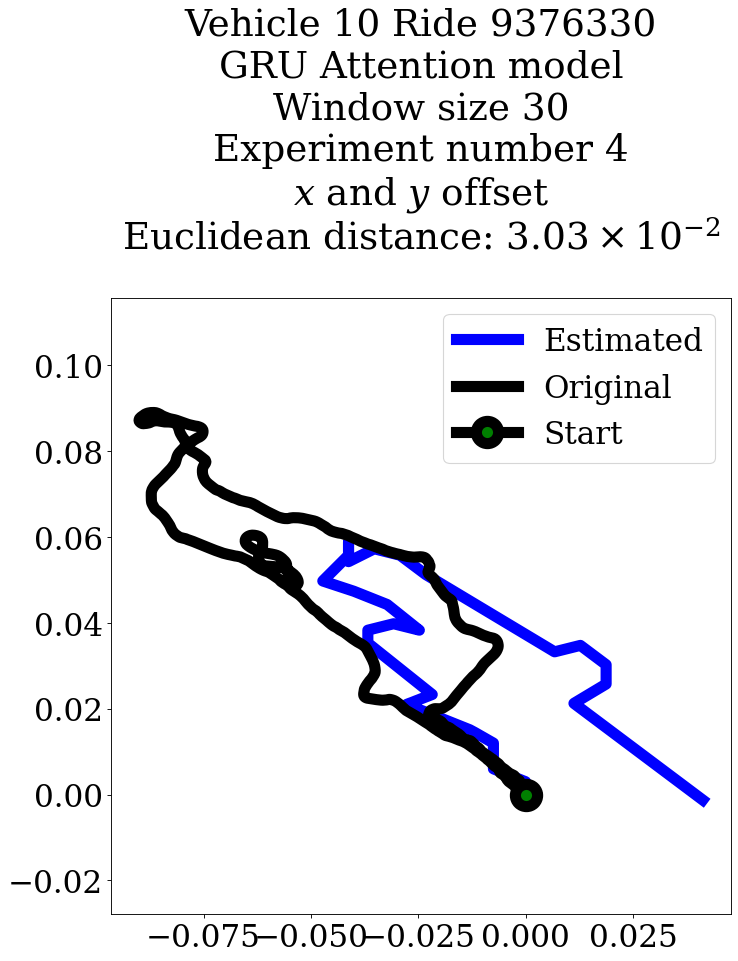 Vehicle 10 Ride 9376330
GRU Attention model
Window size 30
Experiment number 4
x and y offset
Euclidean distance: 3.03 × 10⁻²
Estimated
Original
Start
0.10
0.08
0.06
0.04
0.02
0.00
−0.02
−0.075 −0.050 −0.025 0.000 0.025